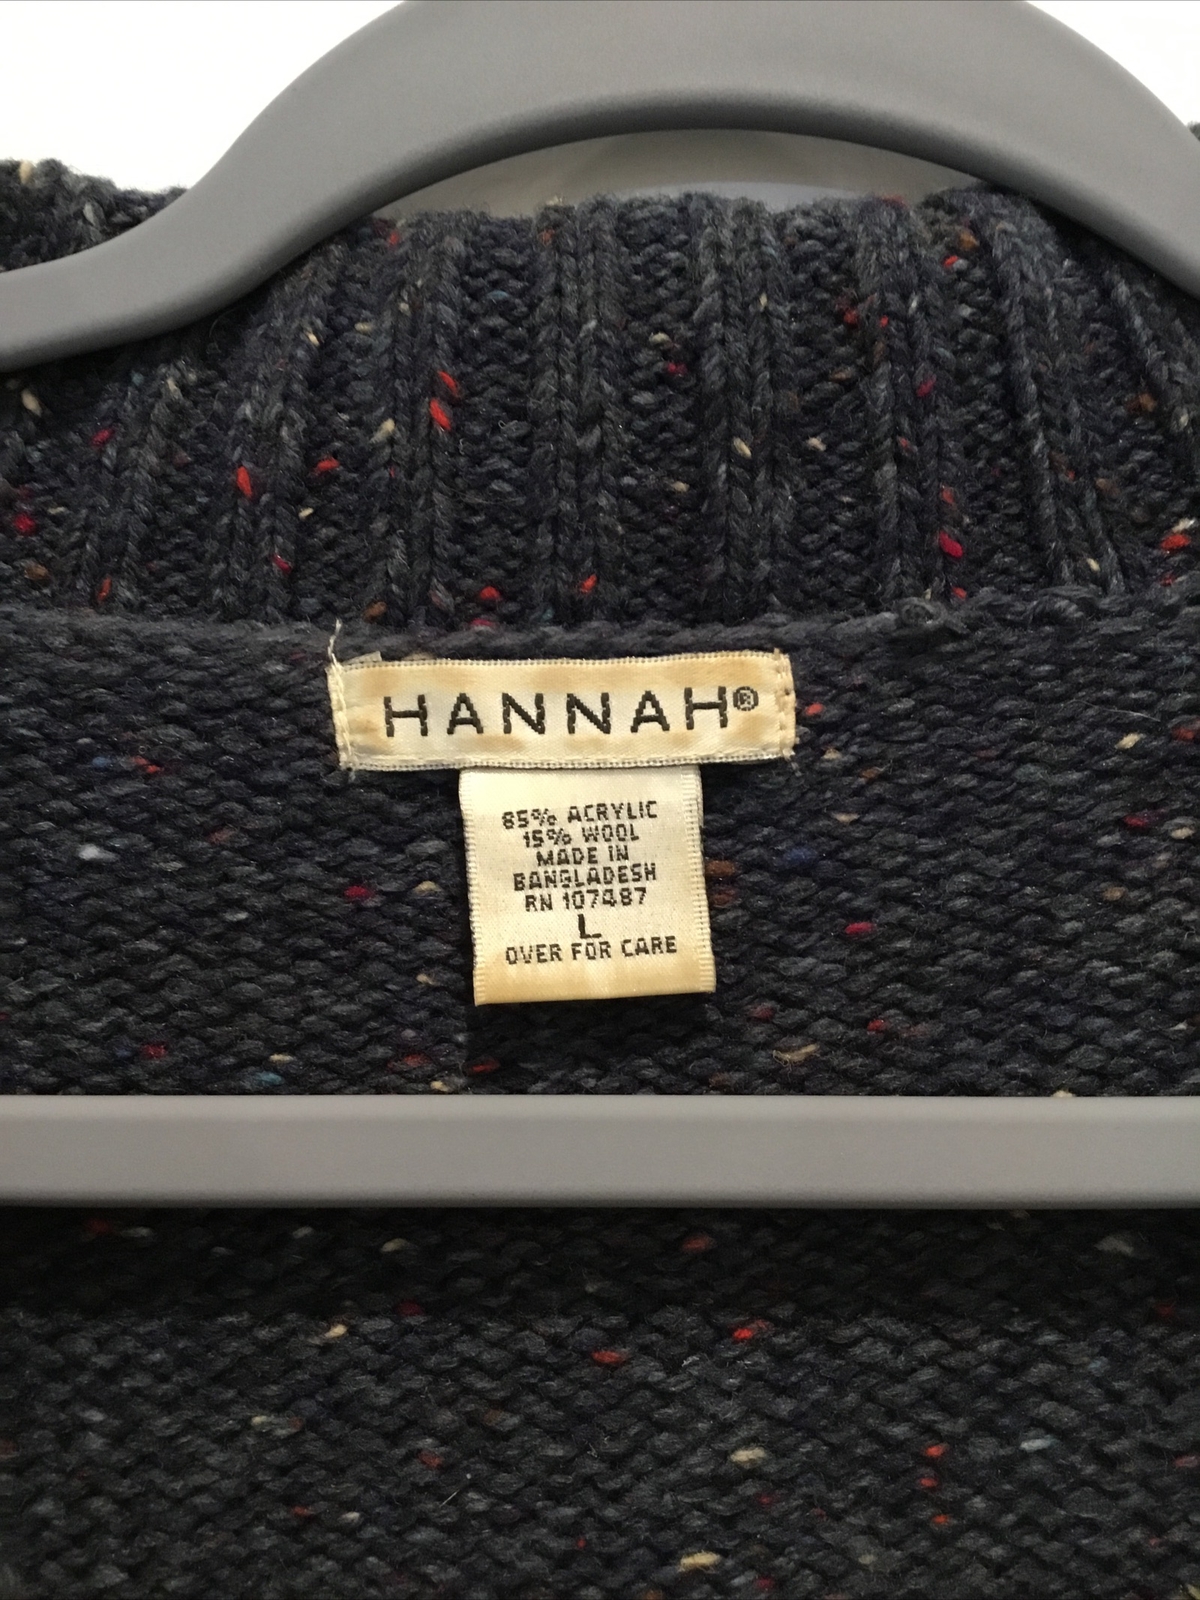 HANNAH®
85% ACRYLIC
15% WOOL
MADE IN
BANGLADESH
RN 107487
L
OVER FOR CARE